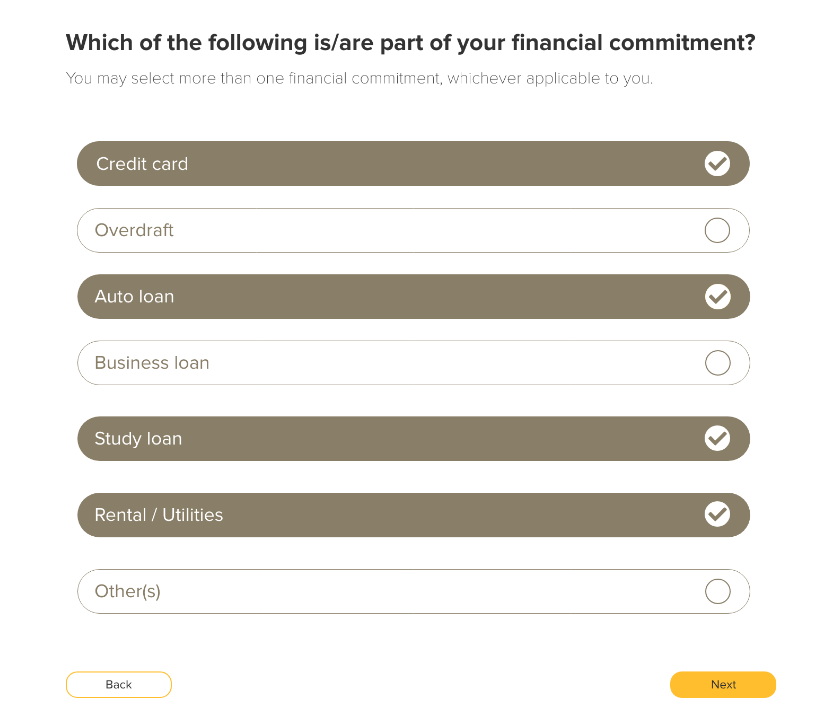 Which of the following is/are part of your financial commitment?
You may select more than one financial commitment, whichever applicable to you.
Credit card
Overdraft
Auto loan
Business loan
Study loan
Rental / Utilities
Other(s)
Back
Next